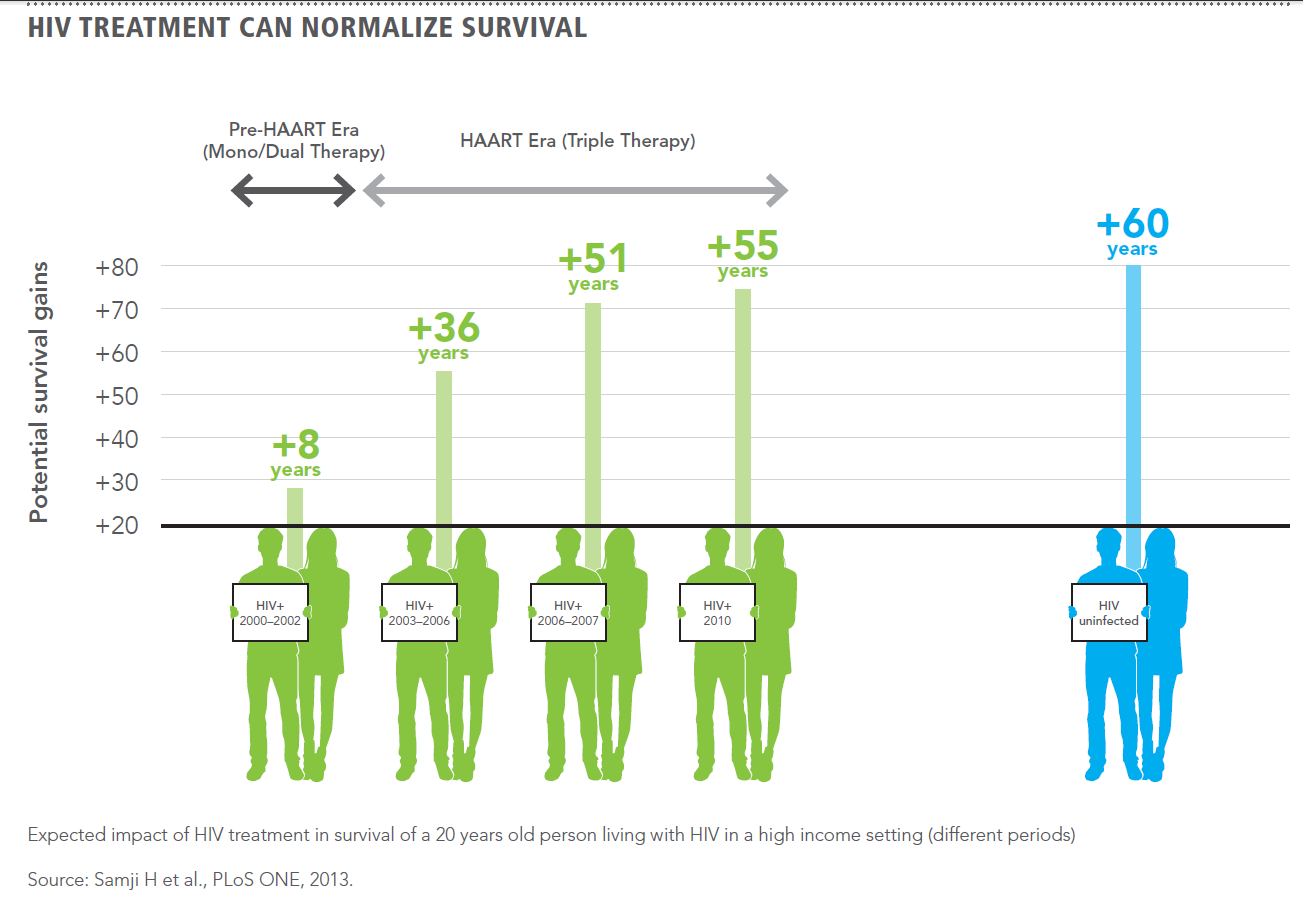 HIV TREATMENT CAN NORMALIZE SURVIVAL
Pre-HAART Era
(Mono/Dual Therapy)
HAART Era (Triple Therapy)
Potential survival gains
+80
+70
+60
+50
+40
+30
+20
+8
years
+36
years
+51
years
+55
years
+60
years
HIV+
2000–2002
HIV+
2003–2006
HIV+
2006–2007
HIV+
2010
HIV
uninfected
Expected impact of HIV treatment in survival of a 20 years old person living with HIV in a high income setting (different periods)
Source: Samji H et al., PLoS ONE, 2013.